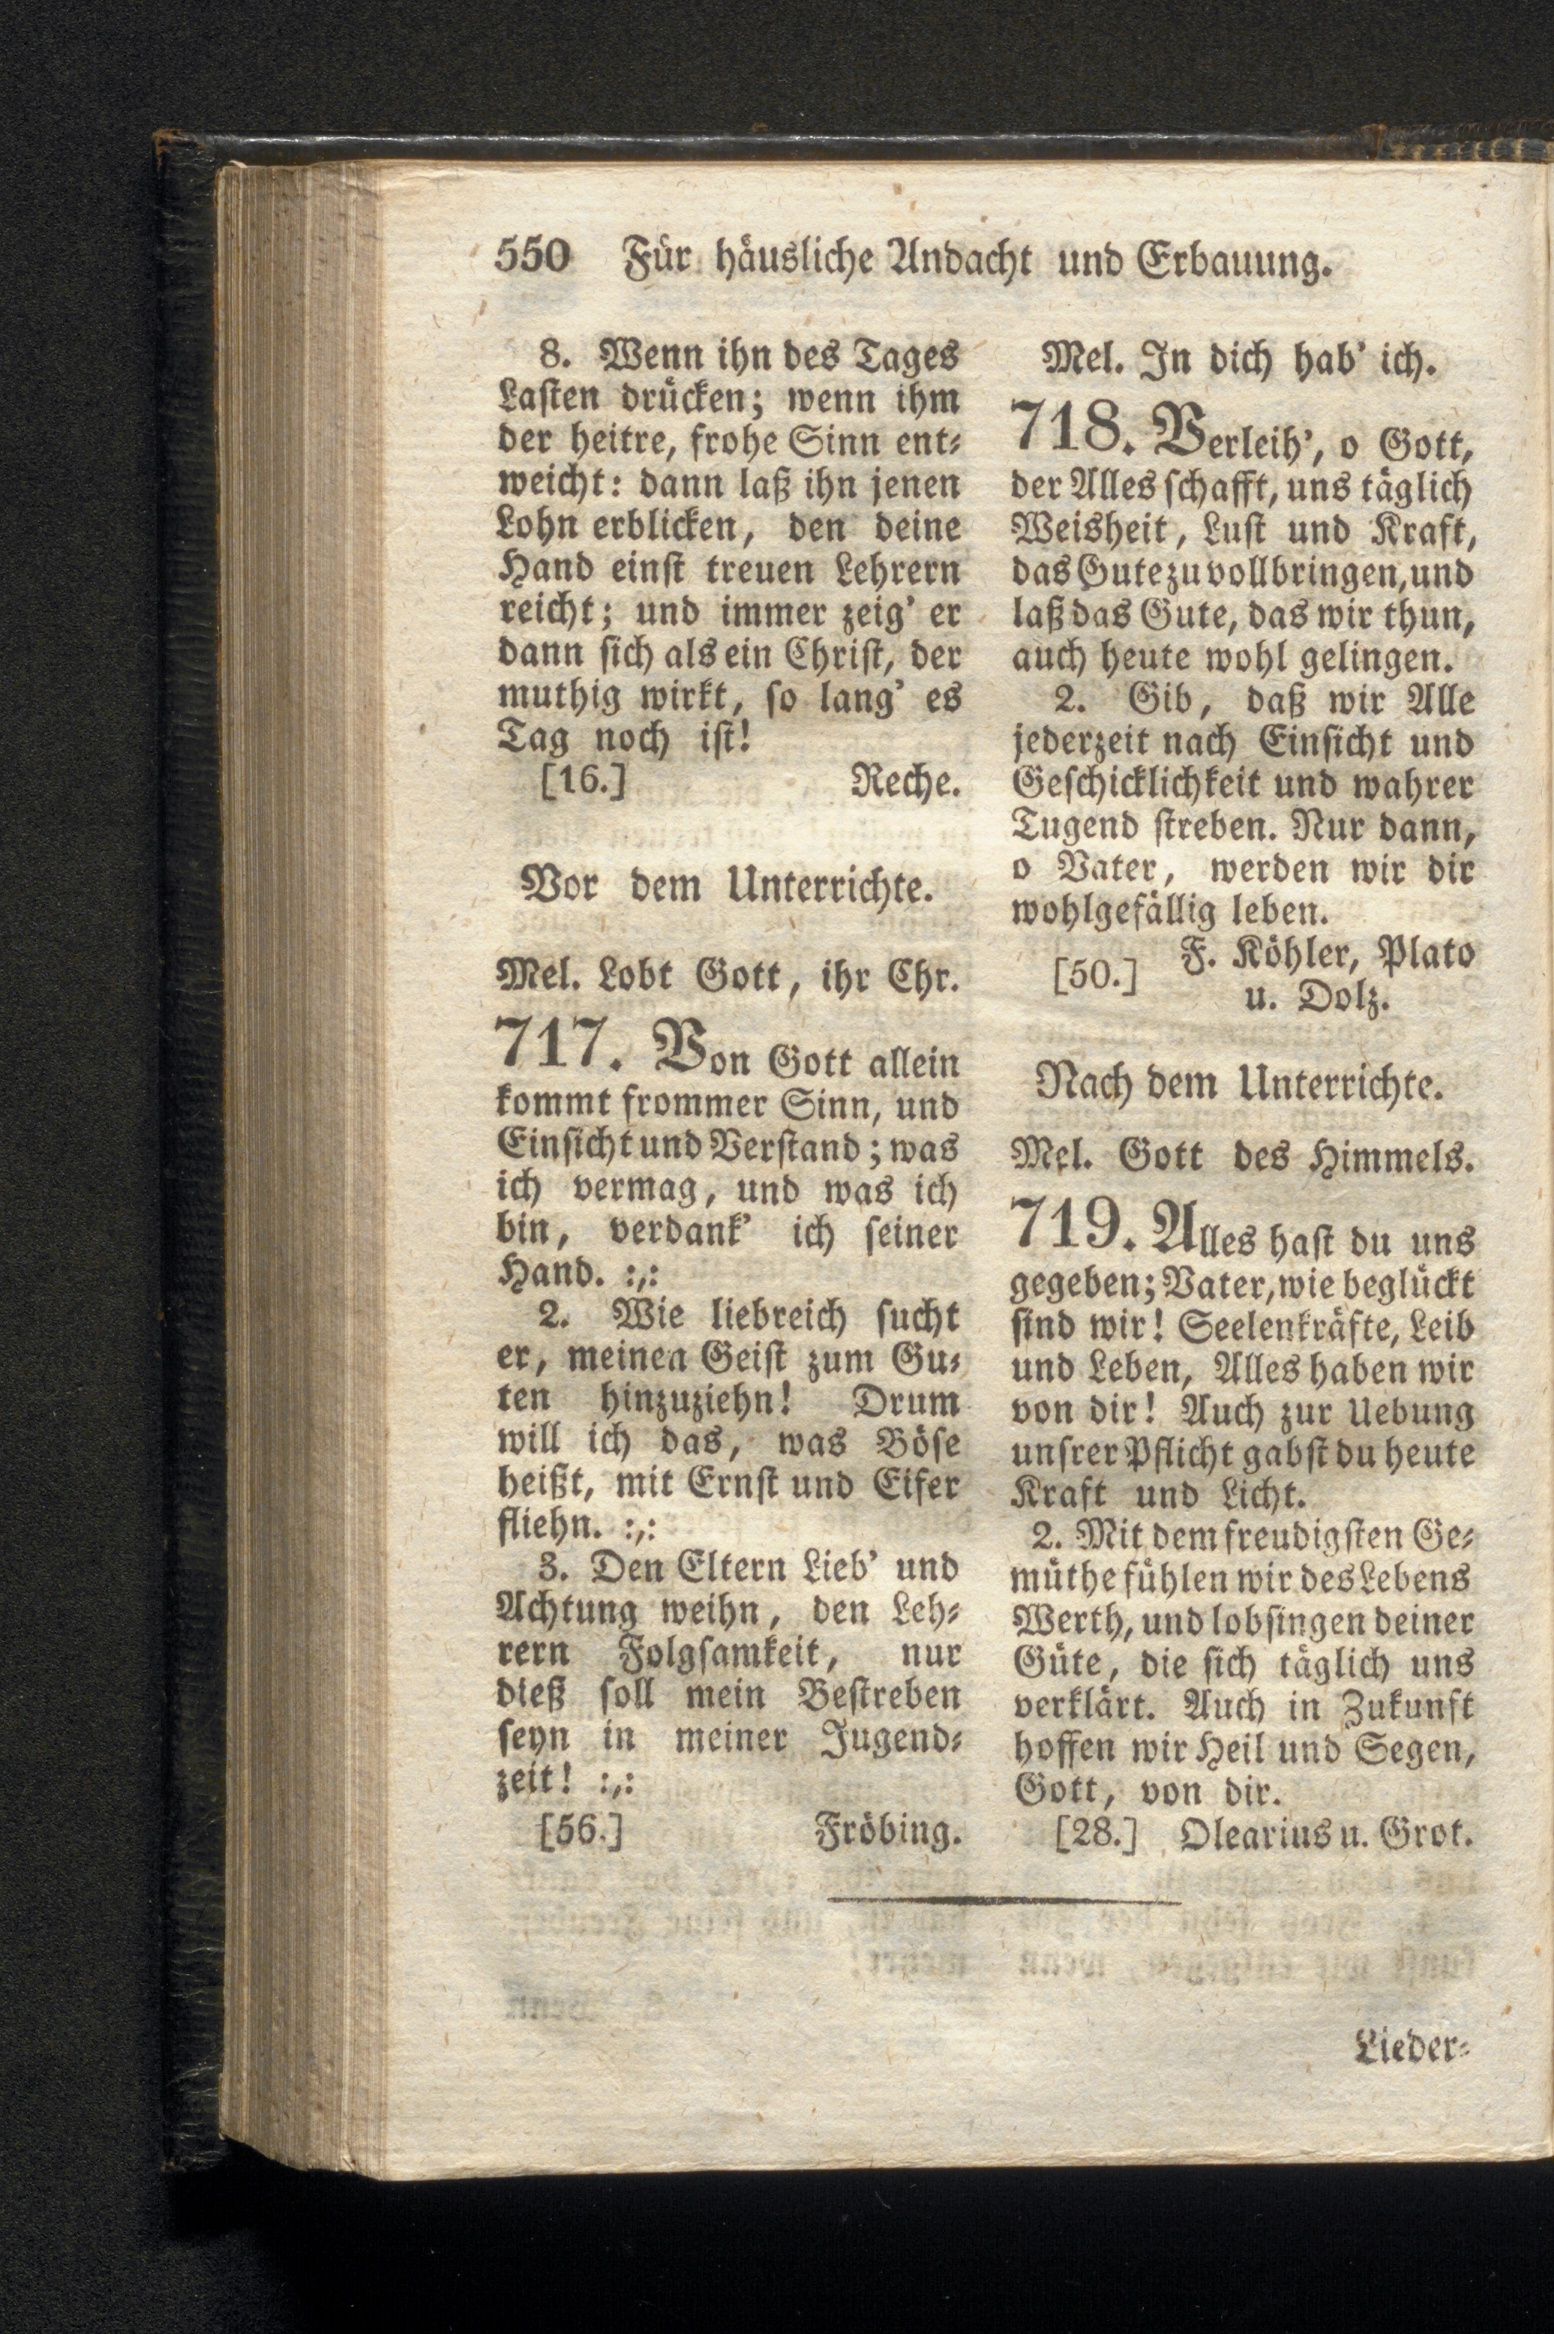 550 Für häusliche Andacht und Erbauung.
8. Wenn ihn des Tages
Lasten drücken; wenn ihm
der heitre, frohe Sinn ent-
weicht: dann laß ihn jenen
Lohn erblicken, den deine
Hand einst treuen Lehrern
reicht; und immer zeig' er
dann sich als ein Christ, der
muthig wirkt, so lang' es
Tag noch ist!
[16.] Reche.
Vor dem Unterrichte.
Mel. Lobt Gott, ihr Chr.
717. Von Gott allein
kommt frommer Sinn, und
Einsicht und Verstand; was
ich vermag, und was ich
bin, verdank' ich seiner
Hand. :,:
2. Wie liebreich sucht
er, meinen Geist zum Gu-
ten hinzuziehn! Drum
will ich das, was Böse
heißt, mit Ernst und Eifer
fliehn. :,:
3. Den Eltern Lieb' und
Achtung weihn, den Leh-
rern Folgsamkeit, nur
dieß soll mein Bestreben
seyn in meiner Jugend-
zeit! :,:
[56.] Fröbing.
Mel. In dich hab' ich.
718. Verleih', o Gott,
der Alles schafft, uns täglich
Weisheit, Lust und Kraft,
das Gute zu vollbringen, und
laß das Gute, das wir thun,
auch heute wohl gelingen.
2. Gib, daß wir Alle
jederzeit nach Einsicht und
Geschicklichkeit und wahrer
Tugend streben. Nur dann,
o Vater, werden wir dir
wohlgefällig leben.
[50.] F. Köhler, Plato
u. Dolz.
Nach dem Unterrichte.
Mel. Gott des Himmels.
719. Alles hast du uns
gegeben; Vater, wie beglückt
sind wir! Seelenkräfte, Leib
und Leben, Alles haben wir
von dir! Auch zur Uebung
unsrer Pflicht gabst du heute
Kraft und Licht.
2. Mit dem freudigsten Ge-
müthe fühlen wir des Lebens
Werth, und lobsingen deiner
Güte, die sich täglich uns
verklärt. Auch in Zukunft
hoffen wir Heil und Segen,
Gott, von dir.
[28.] Olearius u. Grot.
Lieder-